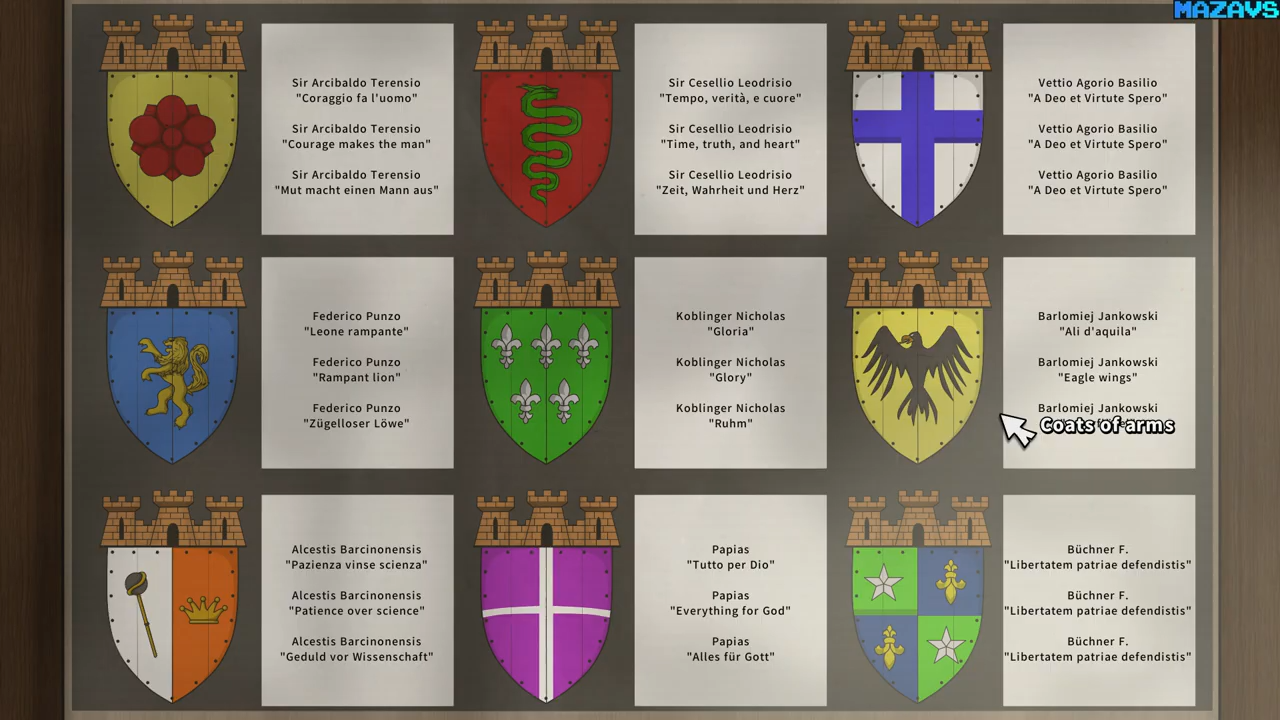 MAZAVS
Sir Arcibaldo Terensio
"Coraggio fa l'uomo"
Sir Arcibaldo Terensio
"Courage makes the man"
Sir Arcibaldo Terensio
"Mut macht einen Mann aus"
Sir Cesellio Leodrisio
"Tempo, verità, e cuore"
Sir Cesellio Leodrisio
"Time, truth, and heart"
Sir Cesellio Leodrisio
"Zeit, Wahrheit und Herz"
Vettio Agorio Basilio
"A Deo et Virtute Spero"
Vettio Agorio Basilio
"A Deo et Virtute Spero"
Vettio Agorio Basilio
"A Deo et Virtute Spero"
Federico Punzo
"Leone rampante"
Federico Punzo
"Rampant lion"
Federico Punzo
"Zügelloser Löwe"
Koblinger Nicholas
"Gloria"
Koblinger Nicholas
"Glory"
Koblinger Nicholas
"Ruhm"
Barlomiej Jankowski
"Ali d'aquila"
Barlomiej Jankowski
"Eagle wings"
Barlomiej Jankowski
Coats of arms
Alcestis Barcinonensis
"Pazienza vinse scienza"
Alcestis Barcinonensis
"Patience over science"
Alcestis Barcinonensis
"Geduld vor Wissenschaft"
Papias
"Tutto per Dio"
Papias
"Everything for God"
Papias
"Alles für Gott"
Büchner F.
"Libertatem patriae defendistis"
Büchner F.
"Libertatem patriae defendistis"
Büchner F.
"Libertatem patriae defendistis"